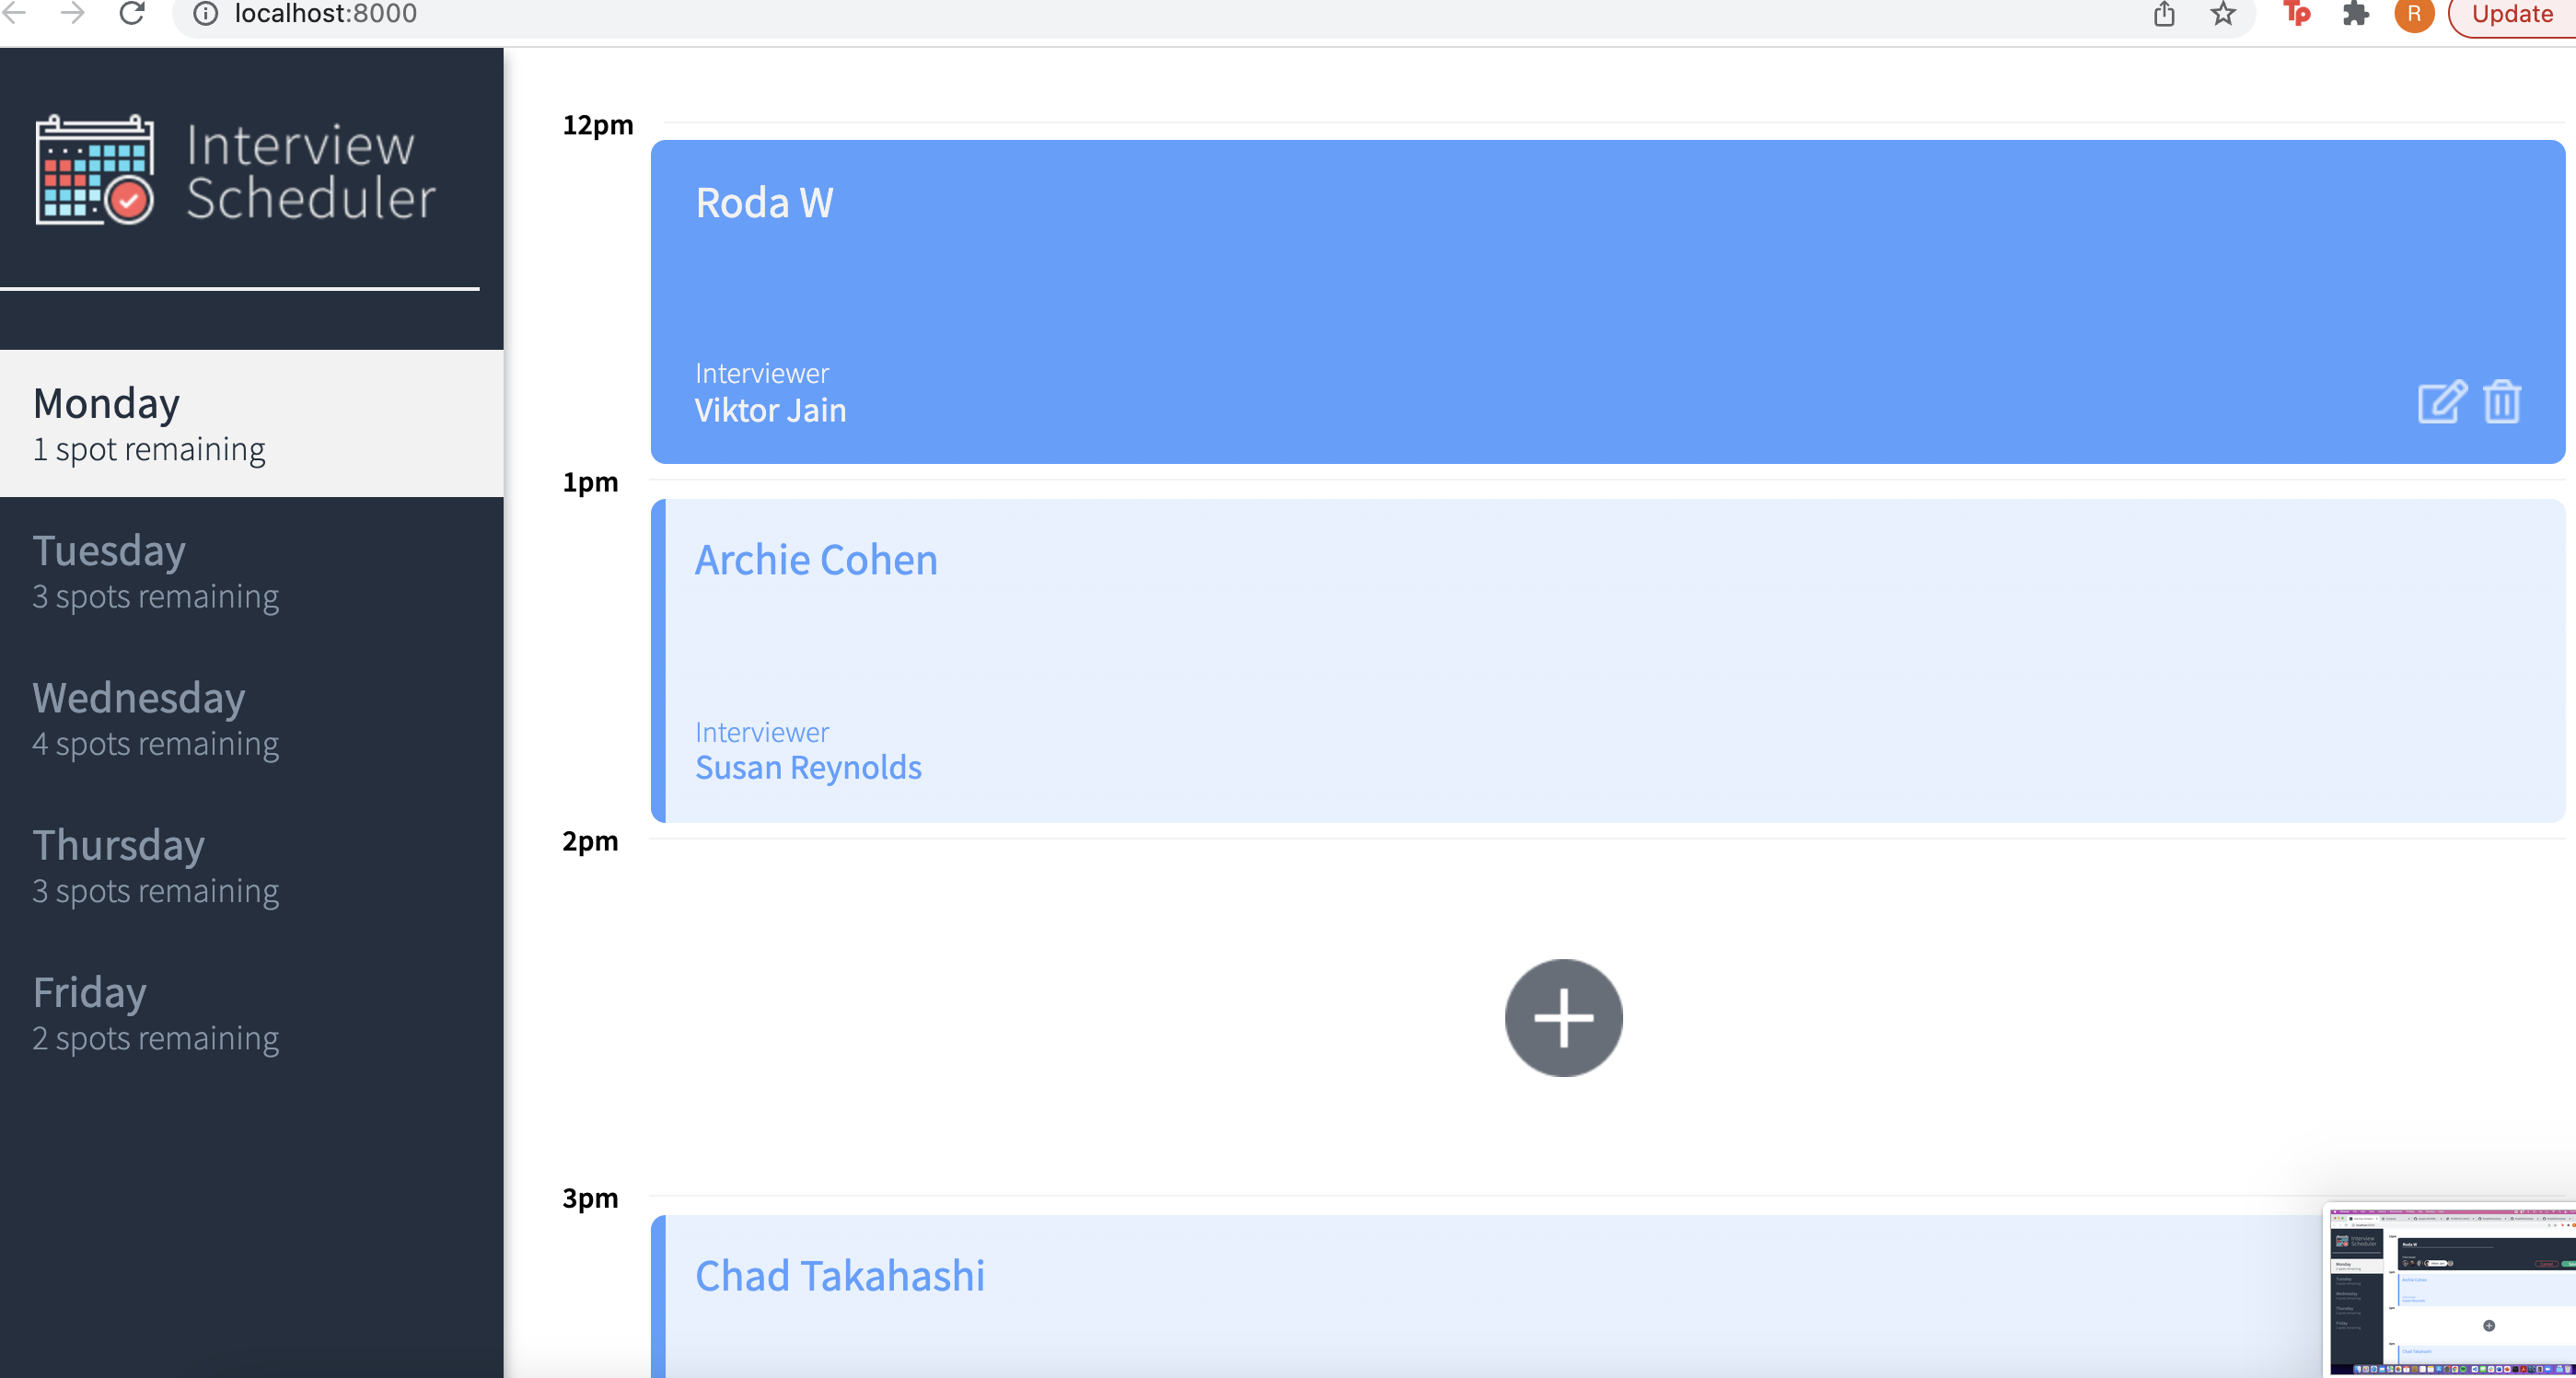 localhost:8000
Tp
R
Update
Interview
Scheduler
Monday
1 spot remaining
Tuesday
3 spots remaining
Wednesday
4 spots remaining
Thursday
3 spots remaining
Friday
2 spots remaining
12pm
Roda W
Interviewer
Viktor Jain
1pm
Archie Cohen
Interviewer
Susan Reynolds
2pm
3pm
Chad Takahashi